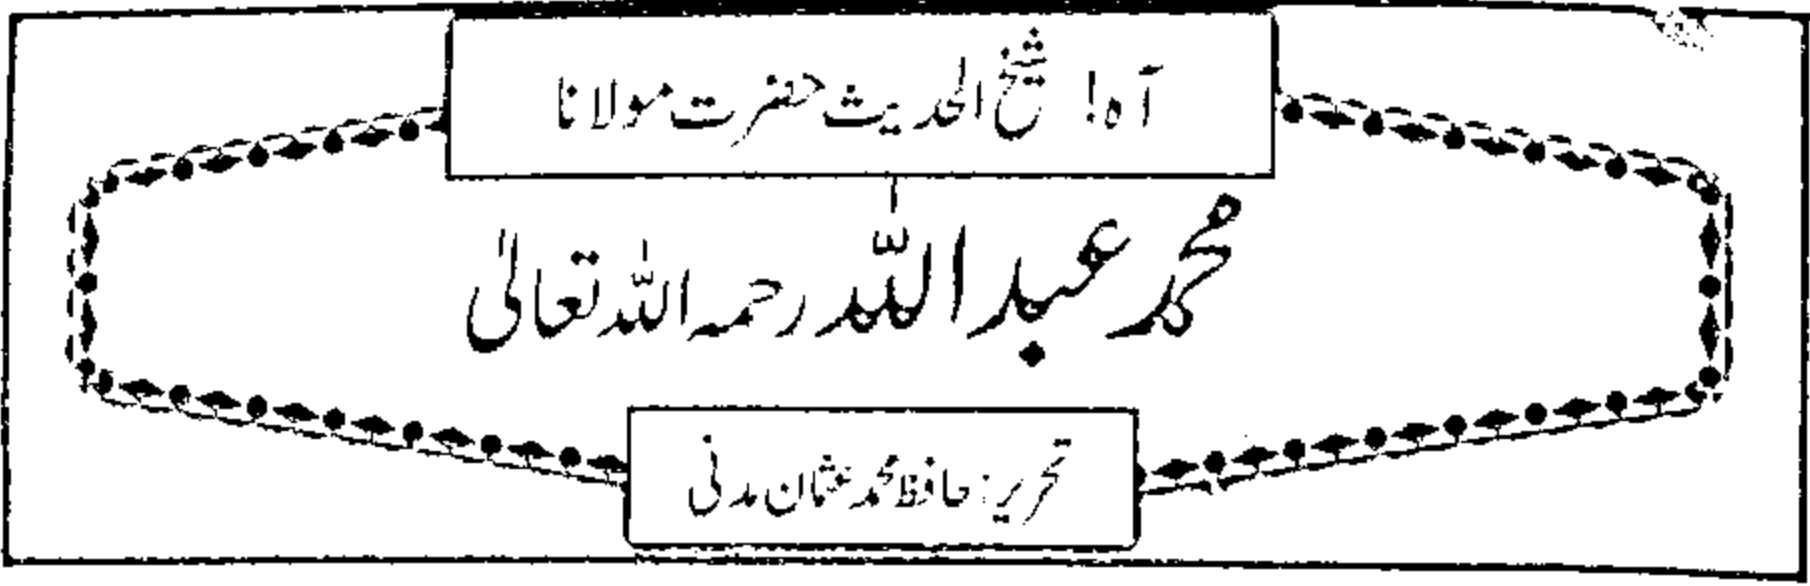 آہ! شیخ الحدیث حضرت مولانا
محمد عبداللہ رحمہ اللہ تعالیٰ
تحریر: حافظ محمد عثمان مدنی